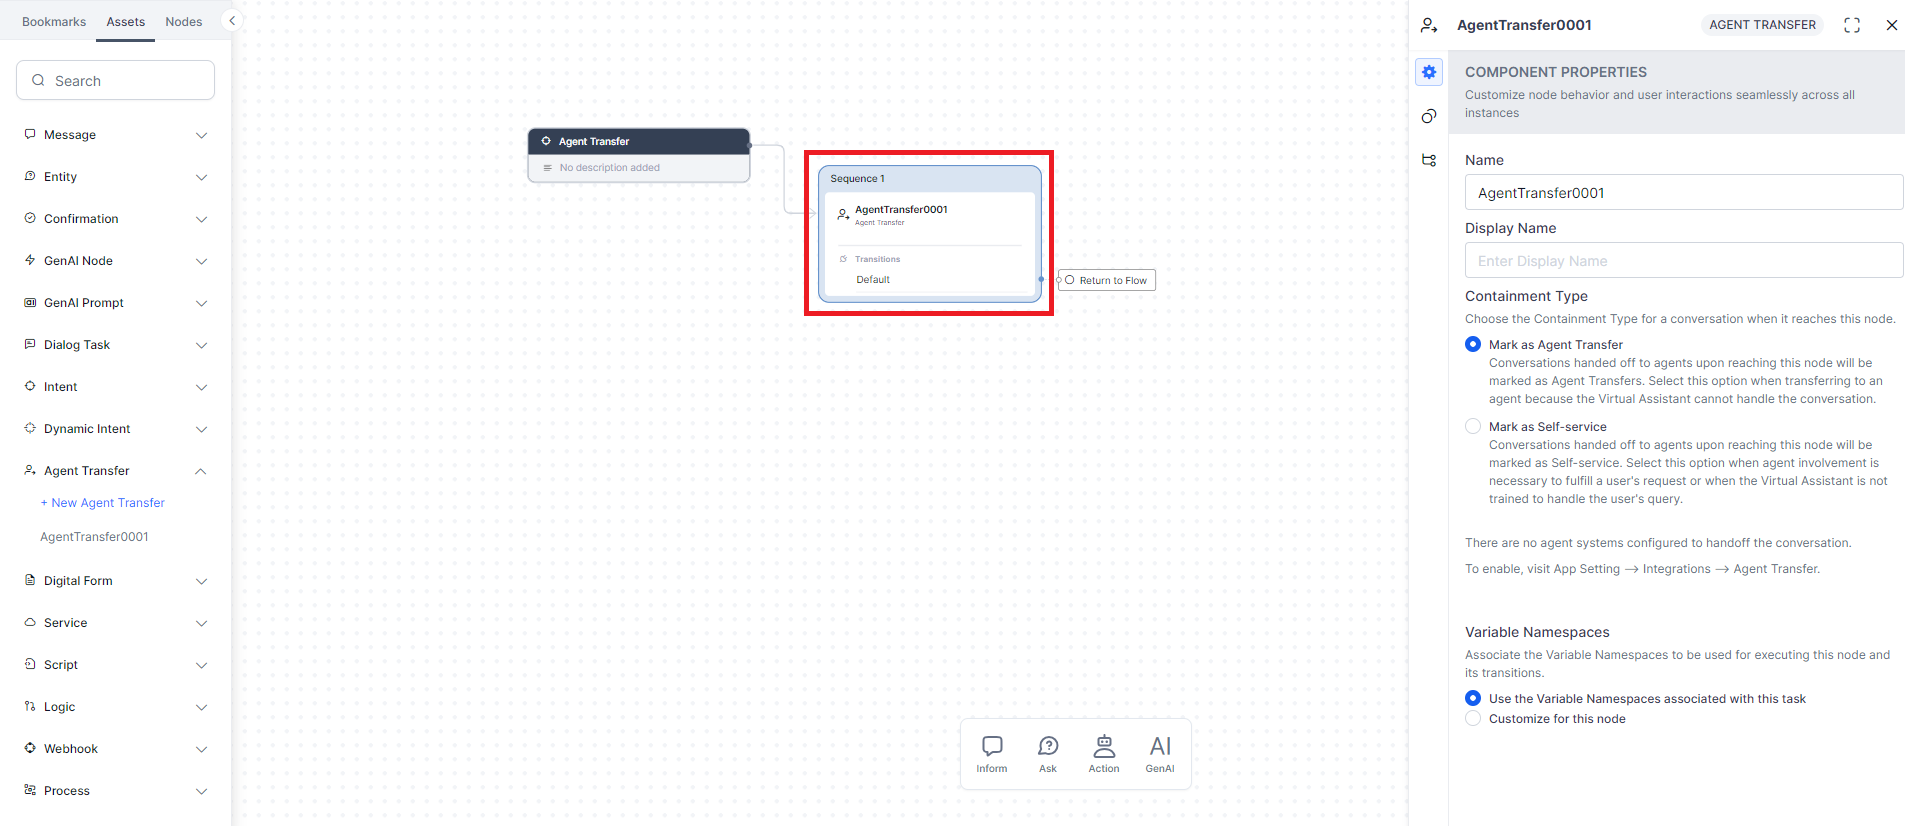 Bookmarks
Assets
Nodes
Search
Message
Entity
Confirmation
GenAI Node
GenAI Prompt
Dialog Task
Intent
Dynamic Intent
Agent Transfer
+ New Agent Transfer
AgentTransfer0001
Digital Form
Service
Script
Logic
Webhook
Process
Agent Transfer
No description added
Sequence 1
AgentTransfer0001
Agent Transfer
Transitions
Default
Return to Flow
Inform
Ask
Action
AI
GenAI
AgentTransfer0001
AGENT TRANSFER
COMPONENT PROPERTIES
Customize node behavior and user interactions seamlessly across all
instances
Name
AgentTransfer0001
Display Name
Enter Display Name
Containment Type
Choose the Containment Type for a conversation when it reaches this node.
Mark as Agent Transfer
Conversations handed off to agents upon reaching this node will be
marked as Agent Transfers. Select this option when transferring to an
agent because the Virtual Assistant cannot handle the conversation.
Mark as Self-service
Conversations handed off to agents upon reaching this node will be
marked as Self-service. Select this option when agent involvement is
necessary to fulfill a user's request or when the Virtual Assistant is not
trained to handle the user's query.
There are no agent systems configured to handoff the conversation.
To enable, visit App Setting → Integrations → Agent Transfer.
Variable Namespaces
Associate the Variable Namespaces to be used for executing this node and
its transitions.
Use the Variable Namespaces associated with this task
Customize for this node